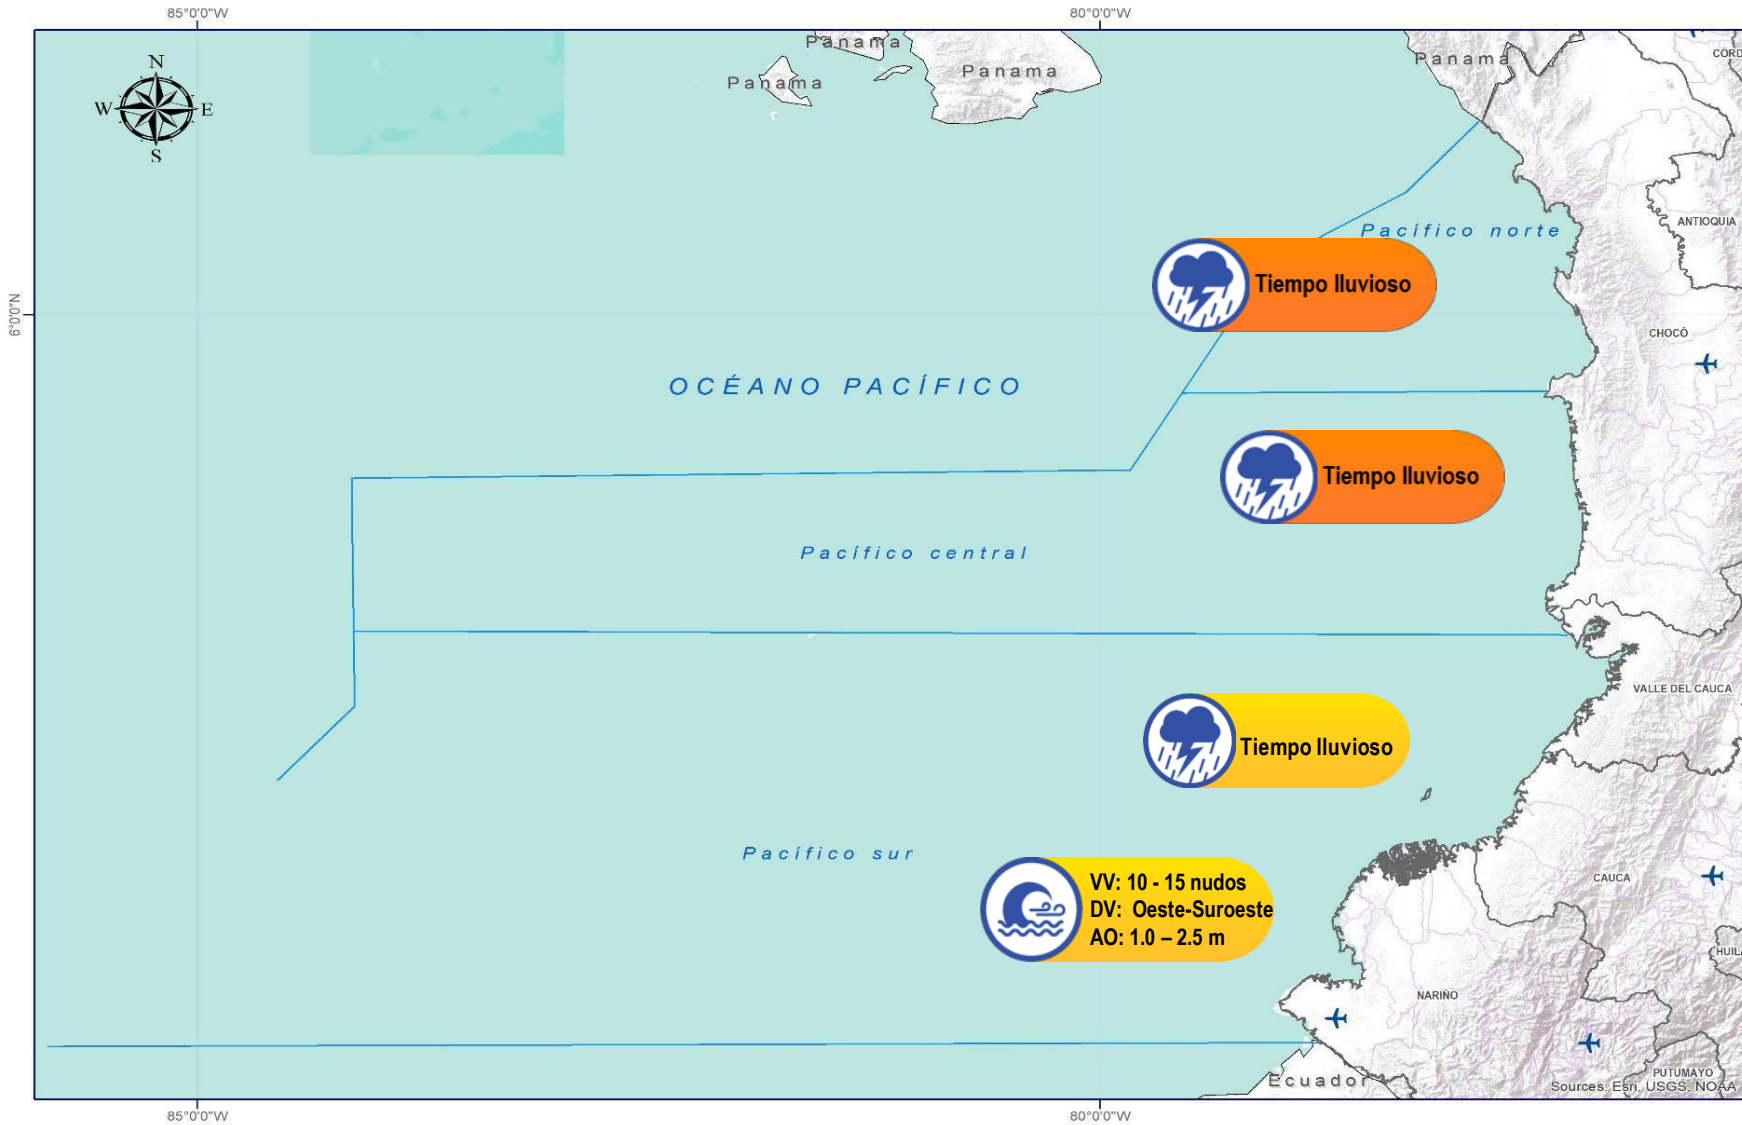 85°0'0"W
80°0'0"W
N
W
E
S
Panama
Panama
Panama
Panamá
CÓRD
ANTIOQUIA
Pacífico norte
Tiempo lluvioso
6°0'0"N
CHOCÓ
OCÉANO PACÍFICO
Tiempo lluvioso
Pacífico central
VALLE DEL CAUCA
Tiempo lluvioso
Pacífico sur
CAUCA
VV: 10 - 15 nudos
DV: Oeste-Suroeste
AO: 1.0 – 2.5 m
HUILA
NARIÑO
PUTUMAYO
Ecuador
Sources: Esri, USGS, NOAA
85°0'0"W
80°0'0"W